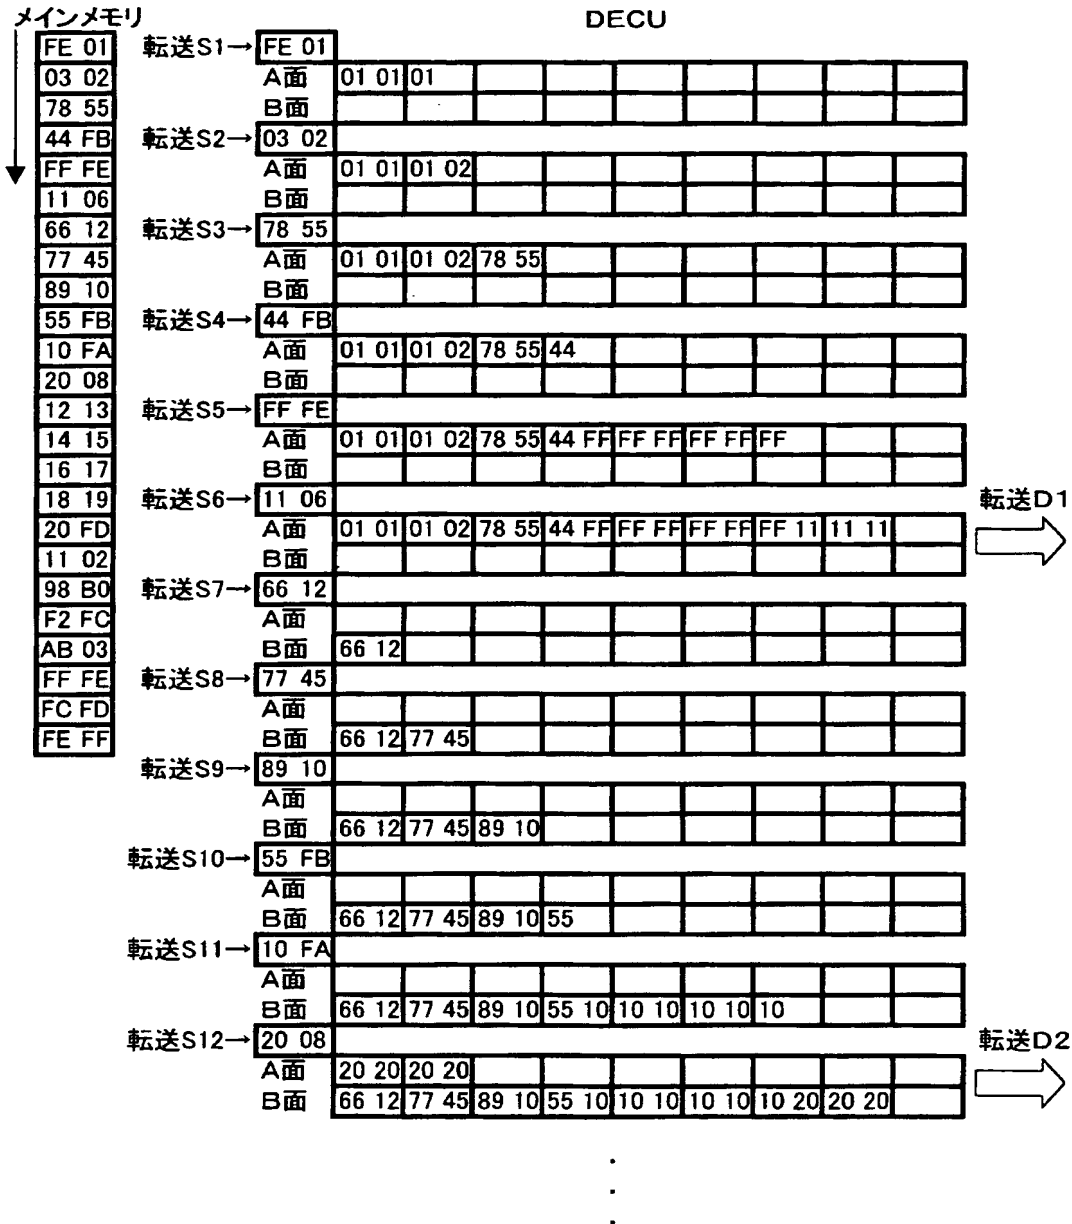 メインメモリ
DECU
FE 01
03 02
78 55
44 FB
FF FE
11 06
66 12
77 45
89 10
55 FB
10 FA
20 08
12 13
14 15
16 17
18 19
20 FD
11 02
98 B0
F2 FC
AB 03
FF FE
FC FD
FE FF
転送S1→ FE 01
A面 01 01 01
B面
転送S2→ 03 02
A面 01 01 01 02
B面
転送S3→ 78 55
A面 01 01 01 02 78 55
B面
転送S4→ 44 FB
A面 01 01 01 02 78 55 44
B面
転送S5→ FF FE
A面 01 01 01 02 78 55 44 FF FF FF FF FF FF
B面
転送S6→ 11 06
転送D1
A面 01 01 01 02 78 55 44 FF FF FF FF FF FF 11 11 11
B面
転送S7→ 66 12
A面
B面 66 12
転送S8→ 77 45
A面
B面 66 12 77 45
転送S9→ 89 10
A面
B面 66 12 77 45 89 10
転送S10→ 55 FB
A面
B面 66 12 77 45 89 10 55
転送S11→ 10 FA
A面
B面 66 12 77 45 89 10 55 10 10 10 10 10 10
転送S12→ 20 08
転送D2
A面 20 20 20 20
B面 66 12 77 45 89 10 55 10 10 10 10 10 10 20 20 20